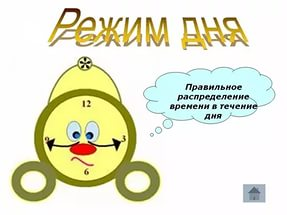 Режим дня
Правильное
распределение
времени в течение
дня
12
9
3
6